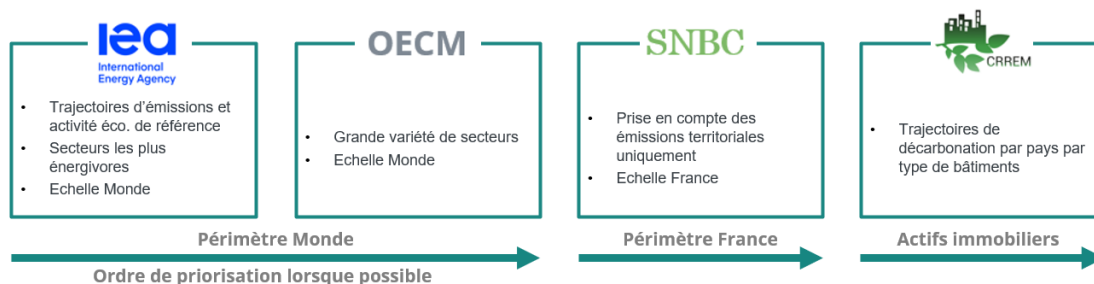 iea
International
Energy Agency
• Trajectoires d'émissions et
activité éco. de référence
• Secteurs les plus
énergivores
• Echelle Monde
OECM
• Grande variété de secteurs
• Echelle Monde
SNBC
• Prise en compte des
émissions territoriales
uniquement
• Echelle France
CRREM
• Trajectoires de
décarbonation par pays par
type de bâtiments
Périmètre Monde
Périmètre France
Actifs immobiliers
Ordre de priorisation lorsque possible